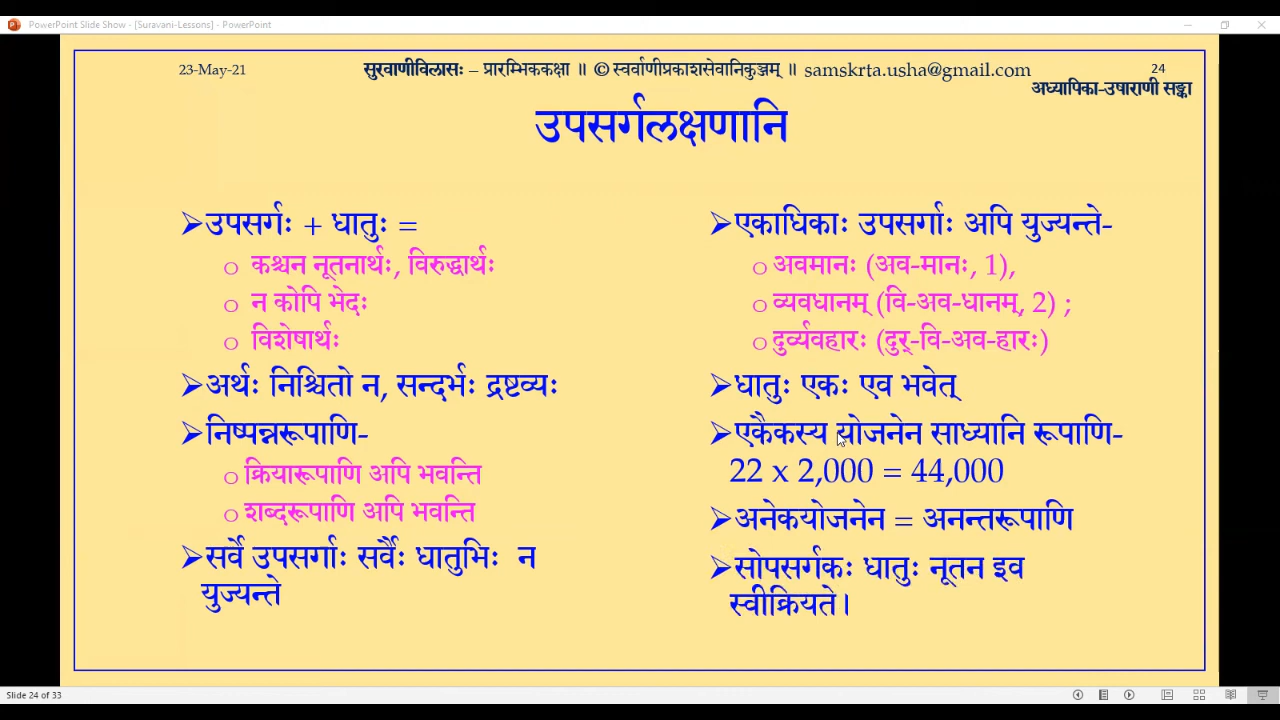 PowerPoint Slide Show - [Suravani-Lessons] - PowerPoint
23-May-21
सुरवाणीविलासः – प्रारम्भिककक्षा ॥ © स्वर्वाणीप्रकाशसेवानिकुञ्जम् ॥ samskrta.usha@gmail.com
24
अध्यापिका-उषाराणी सङ्का
उपसर्गलक्षणानि
उपसर्गः + धातुः =
कश्चन नूतनार्थः, विरुद्धार्थः
न कोपि भेदः
विशेषार्थः
अर्थः निश्चितो न, सन्दर्भः द्रष्टव्यः
निष्पन्नरूपाणि-
क्रियारूपाणि अपि भवन्ति
शब्दरूपाणि अपि भवन्ति
सर्वे उपसर्गाः सर्वैः धातुभिः न
युज्यन्ते
एकाधिकाः उपसर्गाः अपि युज्यन्ते-
अवमानः (अव-मानः, 1),
व्यवधानम् (वि-अव-धानम्, 2) ;
दुर्व्यवहारः (दुर्-वि-अव-हारः)
धातुः एकः एव भवेत्
एकैकस्य योजनेन साध्यानि रूपाणि-
22 x 2,000 = 44,000
अनेकयोजनेन = अनन्तरूपाणि
सोपसर्गकः धातुः नूतन इव
स्वीक्रियते।
Slide 24 of 33